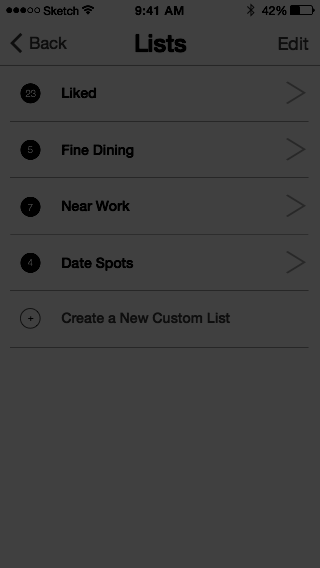 Sketch 9:41 AM 42%
Back Lists Edit
23 Liked
5 Fine Dining
7 Near Work
4 Date Spots
+ Create a New Custom List